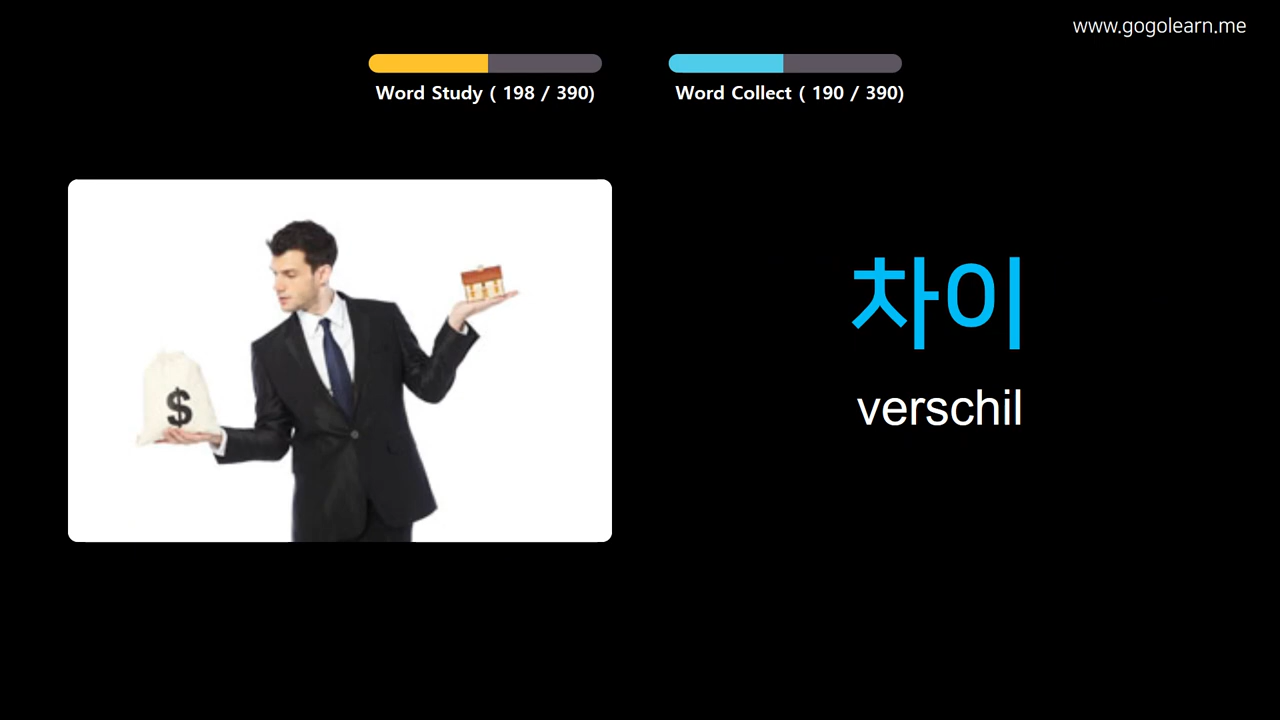 www.gogolearn.me
Word Study ( 198 / 390)
Word Collect ( 190 / 390)
$
차이
verschil